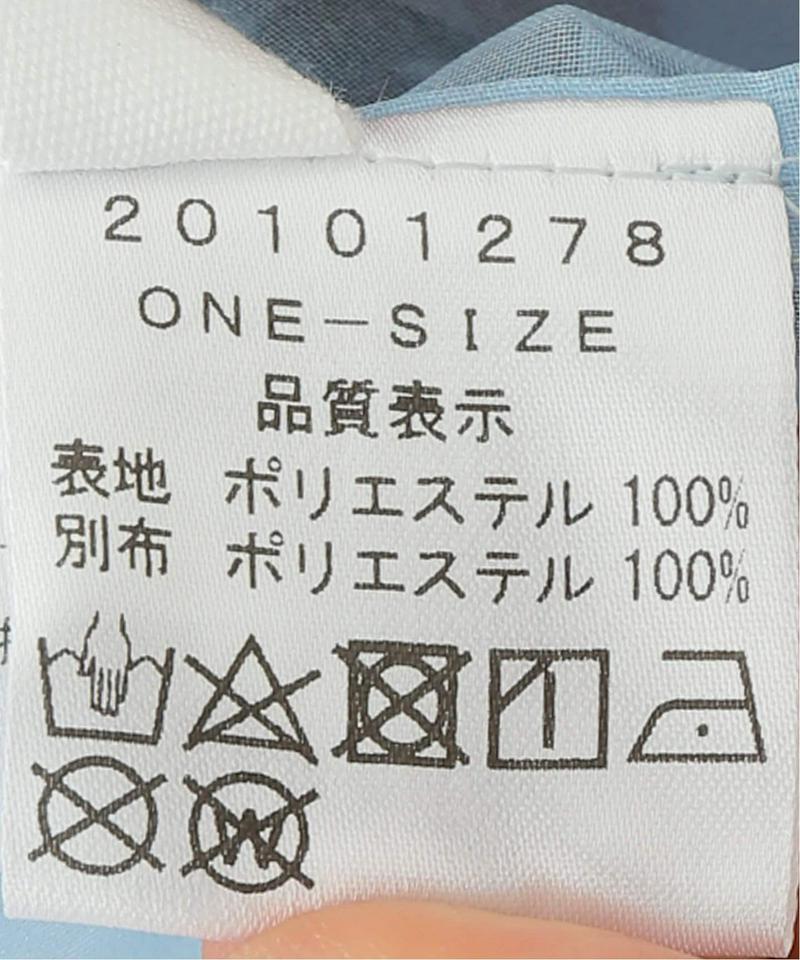 20101278
ONE-SIZE
品質表示
表地 ポリエステル 100%
別布 ポリエステル 100%
W